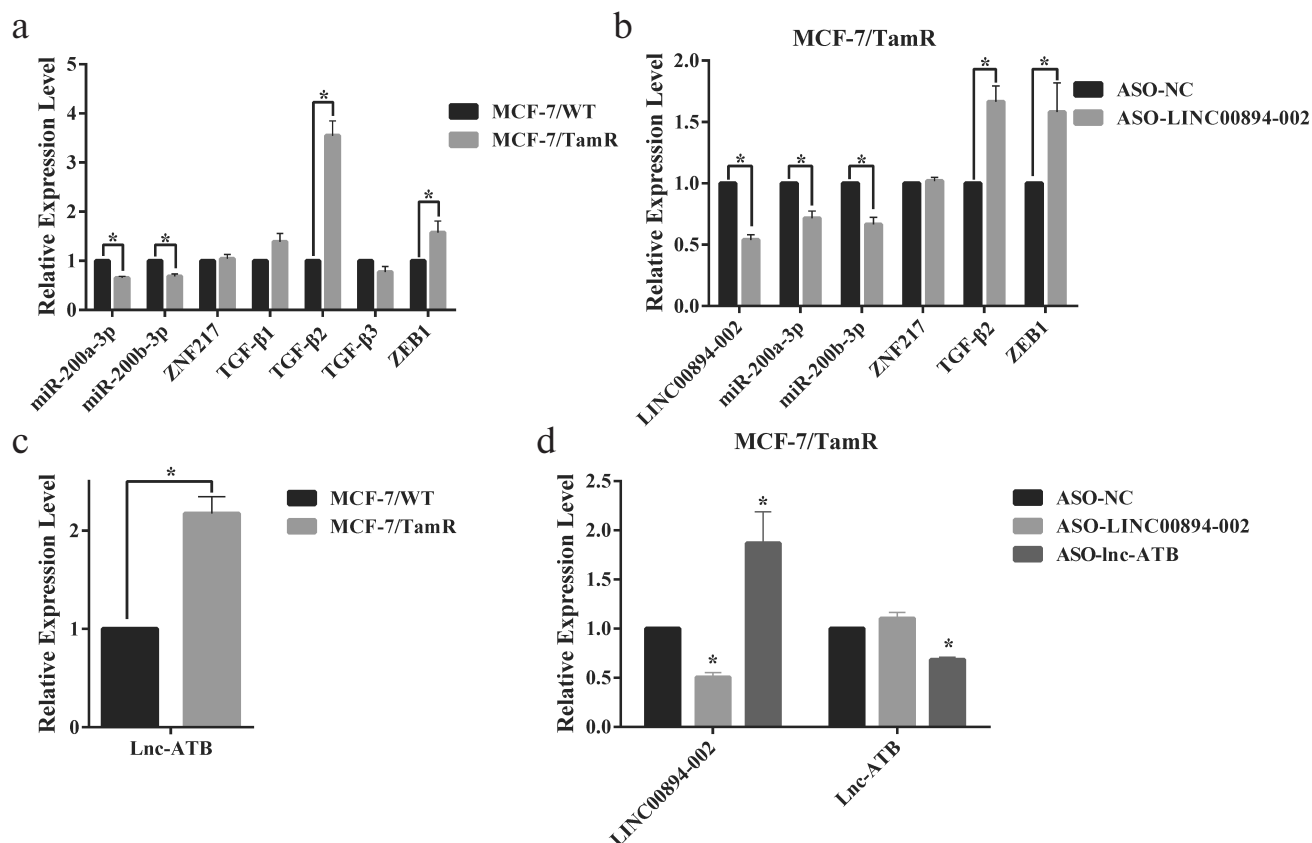 a
Relative Expression Level
5
4
3
2
1
0
*
*
*
*
MCF-7/WT
MCF-7/TamR
miR-200a-3p
miR-200b-3p
ZNF217
TGF-β1
TGF-β2
TGF-β3
ZEB1
b
MCF-7/TamR
Relative Expression Level
2.0
1.5
1.0
0.5
0.0
*
*
*
*
*
ASO-NC
ASO-LINC00894-002
LINC00894-002
miR-200a-3p
miR-200b-3p
ZNF217
TGF-β2
ZEB1
c
Relative Expression Level
2
1
0
*
MCF-7/WT
MCF-7/TamR
Lnc-ATB
d
MCF-7/TamR
Relative Expression Level
2.5
2.0
1.5
1.0
0.5
0.0
*
*
*
ASO-NC
ASO-LINC00894-002
ASO-lnc-ATB
LINC00894-002
Lnc-ATB